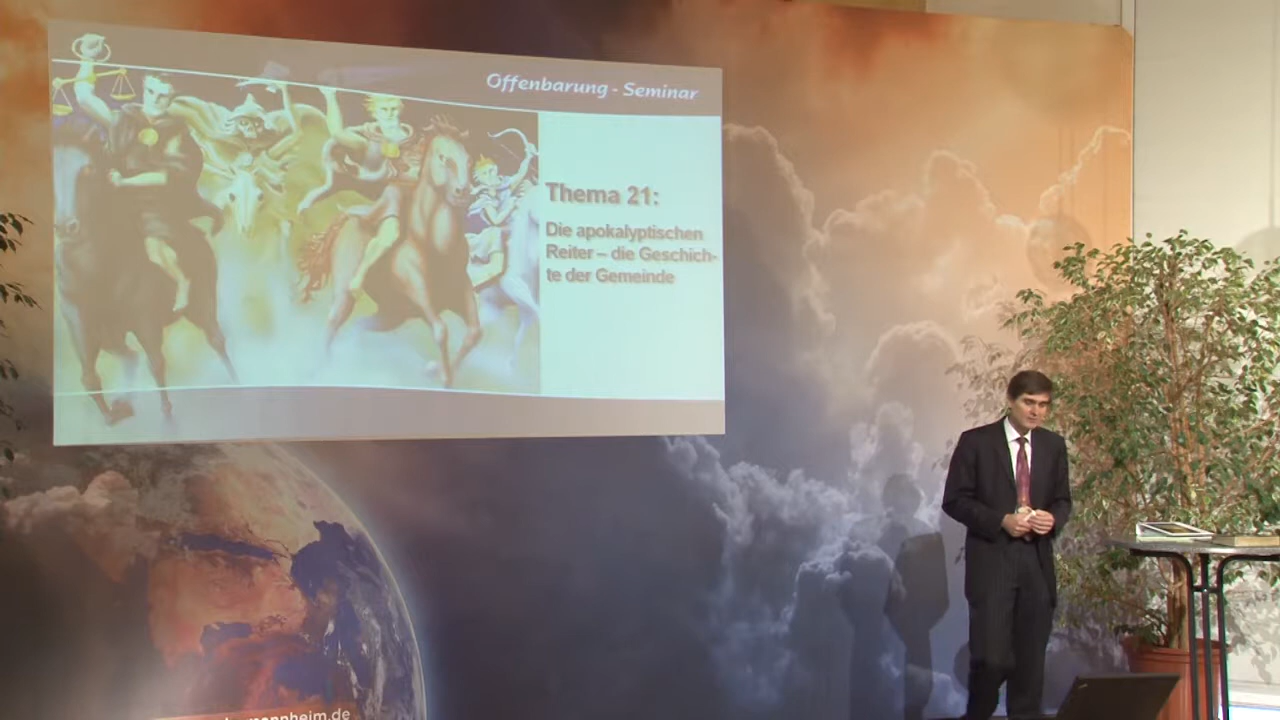 Offenbarung - Seminar
Thema 21:
Die apokalyptischen
Reiter – die Geschich-
te der Gemeinde